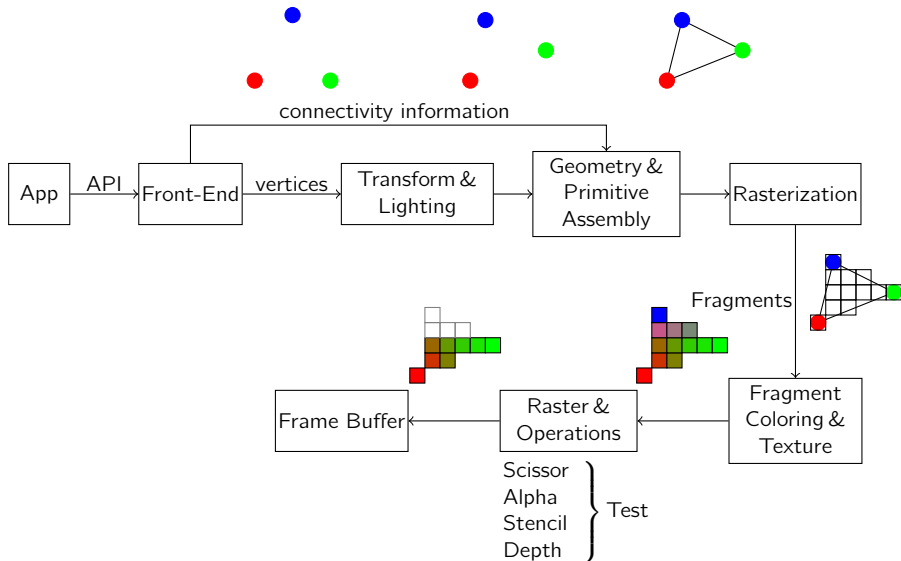 connectivity information
App
API
Front-End
vertices
Transform &
Lighting
Geometry &
Primitive
Assembly
Rasterization
Fragments
Fragment
Coloring &
Texture
Raster &
Operations
Frame Buffer
Scissor
Alpha
Stencil
Depth
Test